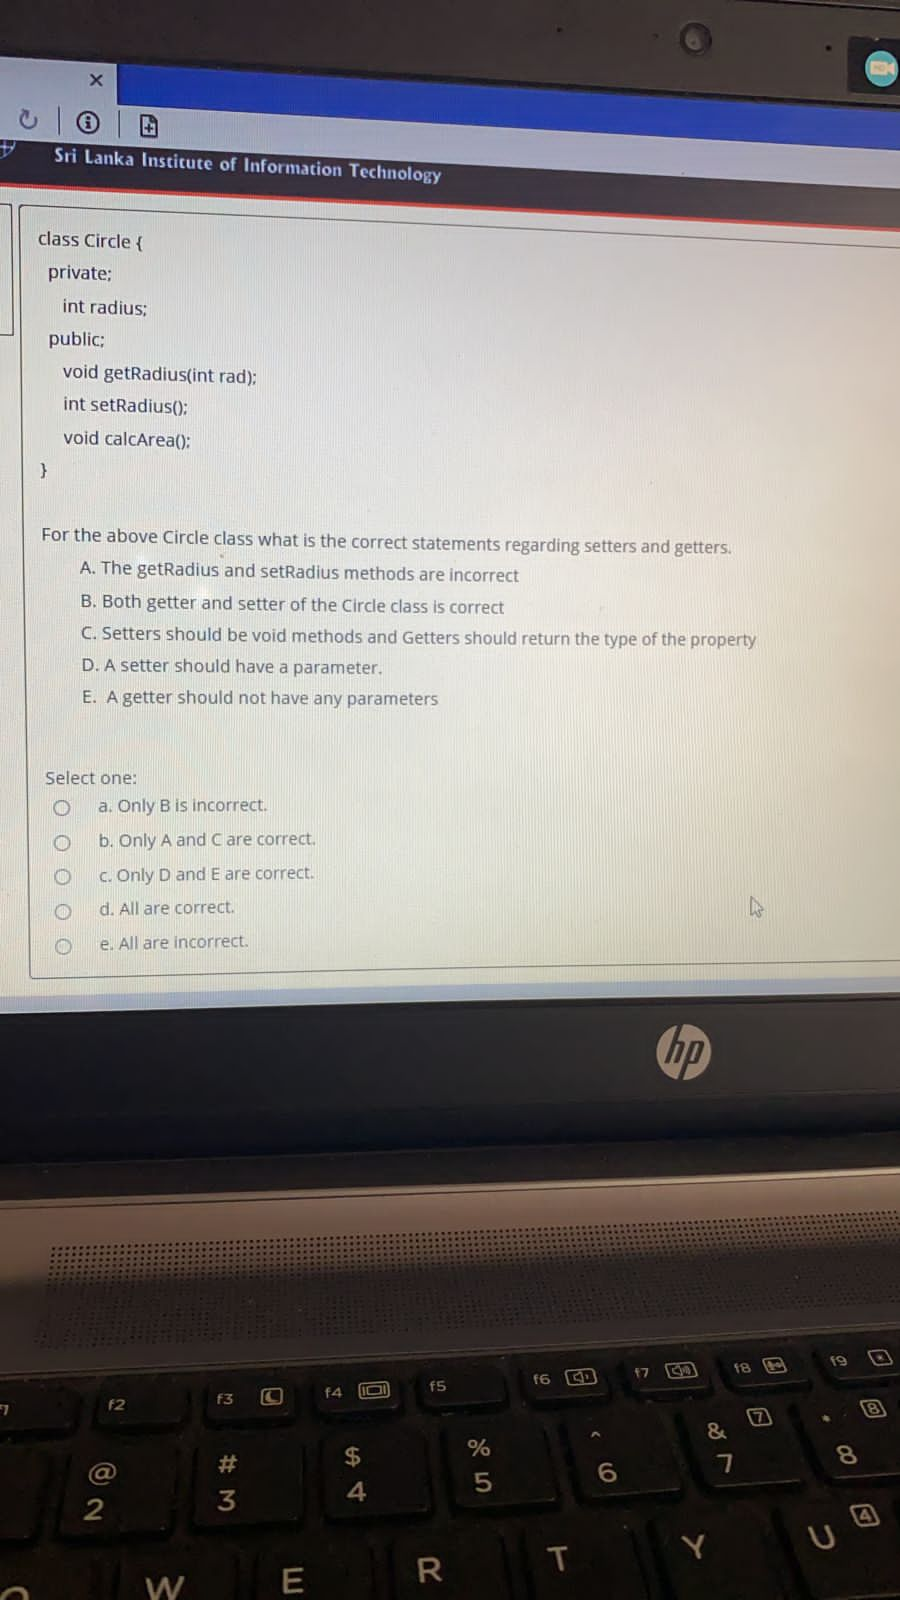 Sri Lanka Institute of Information Technology
class Circle {
private;
int radius;
public;
void getRadius(int rad);
int setRadius();
void calcArea();
}
For the above Circle class what is the correct statements regarding setters and getters.
A. The getRadius and setRadius methods are incorrect
B. Both getter and setter of the Circle class is correct
C. Setters should be void methods and Getters should return the type of the property
D. A setter should have a parameter.
E. A getter should not have any parameters
Select one:
a. Only B is incorrect.
b. Only A and C are correct.
c. Only D and E are correct.
d. All are correct.
e. All are incorrect.
hp
f2 f3 f4 f5 f6 f7 f8 f9
@ # $ % ^ & 7 * 8
2 3 4 5 6 7 8
W E R T Y U 4